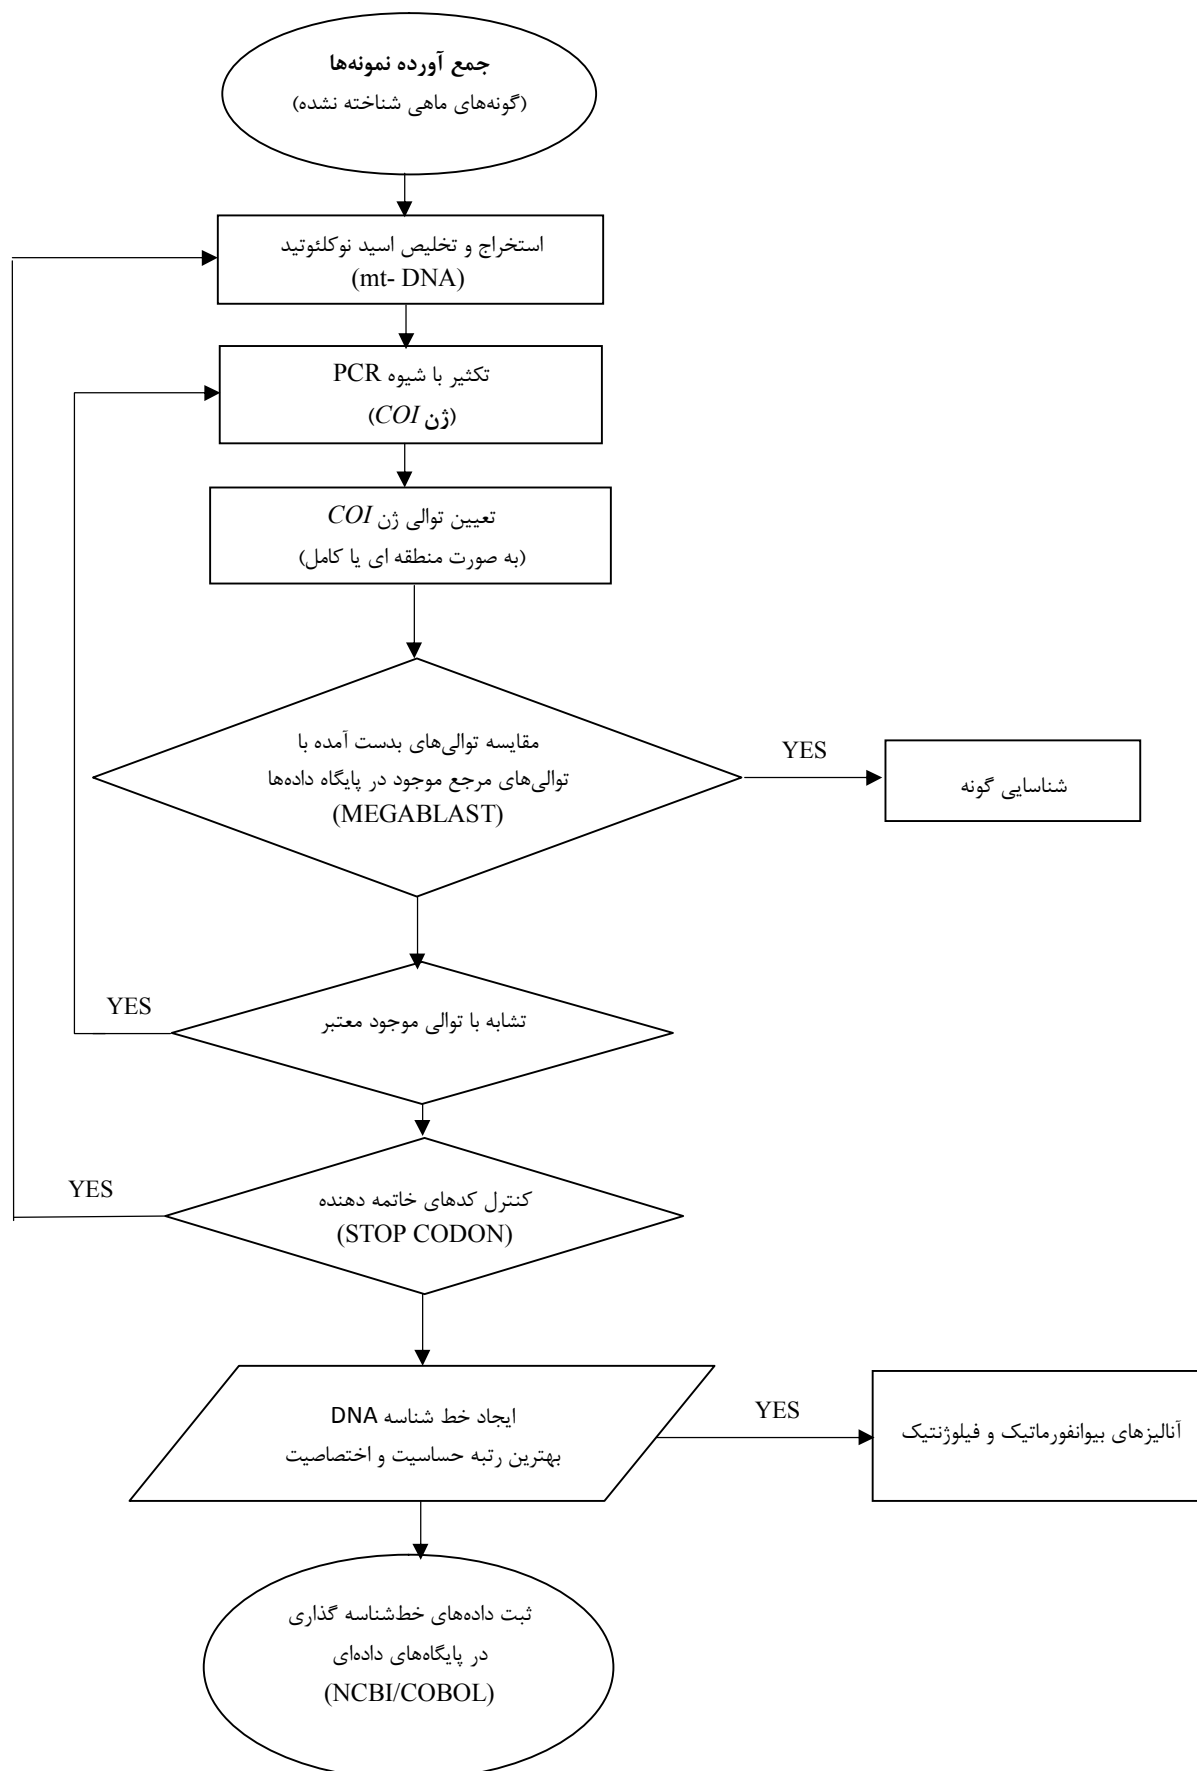 جمع آورده نمونه‌ها
(گونه‌های ماهی شناخته نشده)
استخراج و تخلیص اسید نوکلئوتید
(mt- DNA)
تکثیر با شیوه PCR
(ژن COI)
تعیین توالی ژن COI
(به صورت منطقه ای یا کامل)
مقایسه توالی‌های بدست آمده با
توالی‌های مرجع موجود در پایگاه داده‌ها
(MEGABLAST)
YES
شناسایی گونه
تشابه با توالی موجود معتبر
YES
کنترل کدهای خاتمه دهنده
(STOP CODON)
YES
ایجاد خط شناسه DNA
بهترین رتبه حساسیت و اختصاصیت
YES
آنالیزهای بیوانفورماتیک و فیلوژنتیک
ثبت داده‌های خط‌شناسه گذاری
در پایگاه‌های داده‌ای
(NCBI/COBOL)